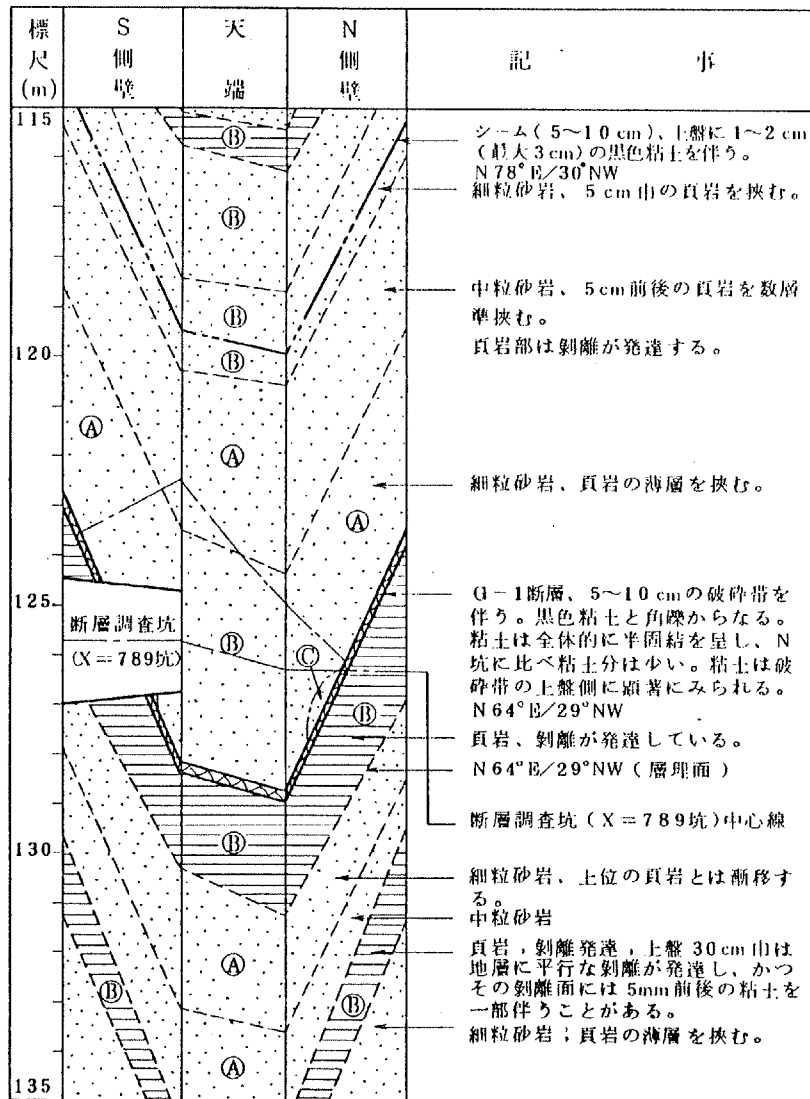 標尺(m)
S側壁
天端
N側壁
記事
115
120
125
130
135
Ⓑ
Ⓑ
Ⓑ
Ⓑ
Ⓐ
Ⓐ
Ⓐ
Ⓑ
Ⓒ
Ⓑ
Ⓑ
Ⓐ
Ⓑ
Ⓑ
Ⓐ
断層調査坑
(X=789坑)
シーム(5~10cm)、上盤に1~2cm
(最大3cm)の黒色粘土を伴う。
N78°E/30°NW
細粒砂岩、5cm巾の頁岩を挟む。
中粒砂岩、5cm前後の頁岩を数層
準挟む。
頁岩部は剝離が発達する。
細粒砂岩、頁岩の薄層を挟む。
G-1断層、5~10cmの破砕帯を
伴う。黒色粘土と角礫からなる。
粘土は全体的に半固結を呈し、N
坑に比べ粘土分は少い。粘土は破
砕帯の上盤側に顕著にみられる。
N64°E/29°NW
頁岩、剝離が発達している。
N64°E/29°NW(層理面)
断層調査坑(X=789坑)中心線
細粒砂岩、上位の頁岩とは漸移す
る。
中粒砂岩
頁岩,剝離発達,上盤30cm巾は
地層に平行な剝離が発達し、かつ
その剝離面には5mm前後の粘土を
一部伴うことがある。
細粒砂岩;頁岩の薄層を挟む。